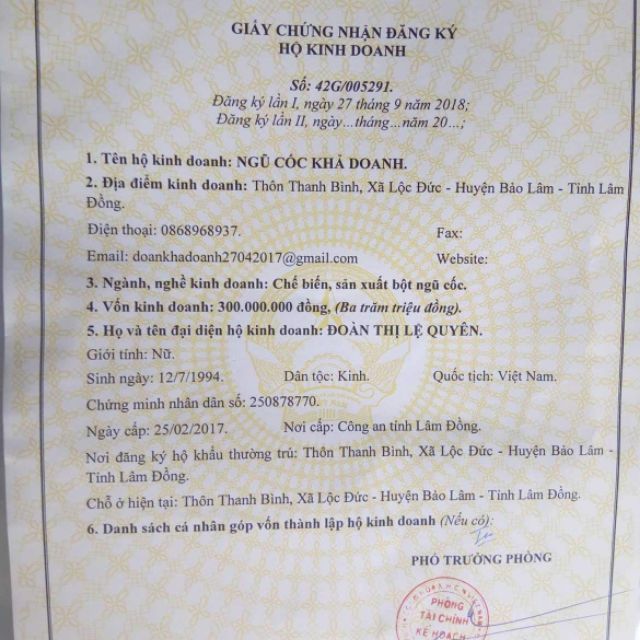 GIẤY CHỨNG NHẬN ĐĂNG KÝ
HỘ KINH DOANH
Số: 42G/005291.
Đăng ký lần I, ngày 27 tháng 9 năm 2018;
Đăng ký lần II, ngày...tháng...năm 20...;
1. Tên hộ kinh doanh: NGŨ CÓC KHẢ DOANH.
2. Địa điểm kinh doanh: Thôn Thanh Bình, Xã Lộc Đức - Huyện Bảo Lâm - Tỉnh Lâm
Đồng.
Điện thoại: 0868968937. Fax:
Email: doankhadoanh27042017@gmail.com Website:
3. Ngành, nghề kinh doanh: Chế biến, sản xuất bột ngũ cốc.
4. Vốn kinh doanh: 300.000.000 đồng, (Ba trăm triệu đồng).
5. Họ và tên đại diện hộ kinh doanh: ĐOÀN THỊ LỆ QUYÊN.
Giới tính: Nữ.
Sinh ngày: 12/7/1994. Dân tộc: Kinh. Quốc tịch: Việt Nam.
Chứng minh nhân dân số: 250878770.
Ngày cấp: 25/02/2017. Nơi cấp: Công an tỉnh Lâm Đồng.
Nơi đăng ký hộ khẩu thường trú: Thôn Thanh Bình, Xã Lộc Đức - Huyện Bảo Lâm -
Tỉnh Lâm Đồng.
Chỗ ở hiện tại: Thôn Thanh Bình, Xã Lộc Đức - Huyện Bảo Lâm - Tỉnh Lâm Đồng.
6. Danh sách cá nhân góp vốn thành lập hộ kinh doanh (Nếu có):
PHÓ TRƯỞNG PHÒNG
PHÒNG
TÀI CHÍNH
KẾ HOẠCH